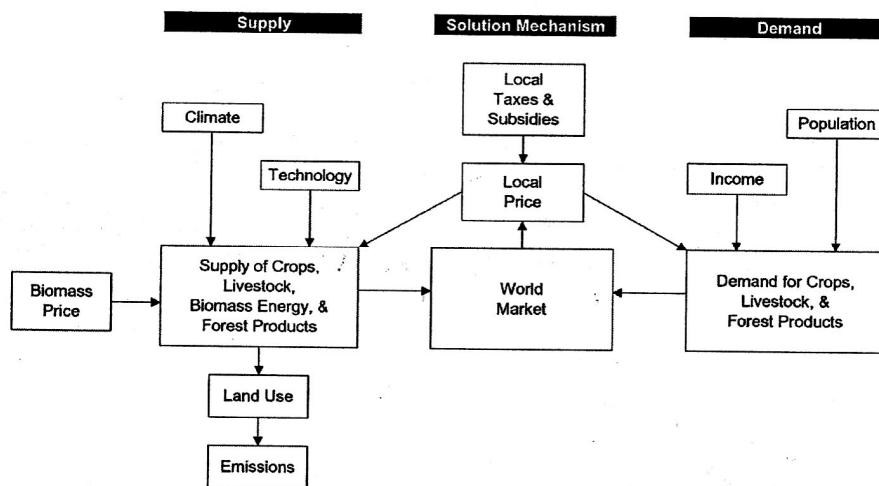 Supply
Solution Mechanism
Demand
Local
Taxes &
Subsidies
Climate
Population
Technology
Local
Price
Income
Supply of Crops,
Livestock,
Biomass Energy, &
Forest Products
Biomass
Price
World
Market
Demand for Crops,
Livestock, &
Forest Products
Land Use
Emissions